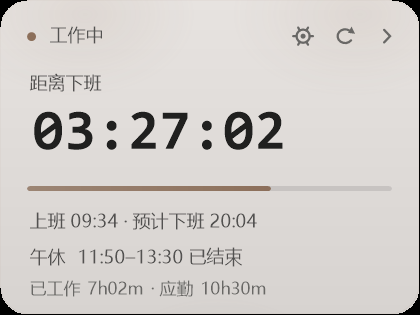 工作中
距离下班
03:27:02
上班 09:34 · 预计下班 20:04
午休 11:50–13:30 已结束
已工作 7h02m · 应勤 10h30m